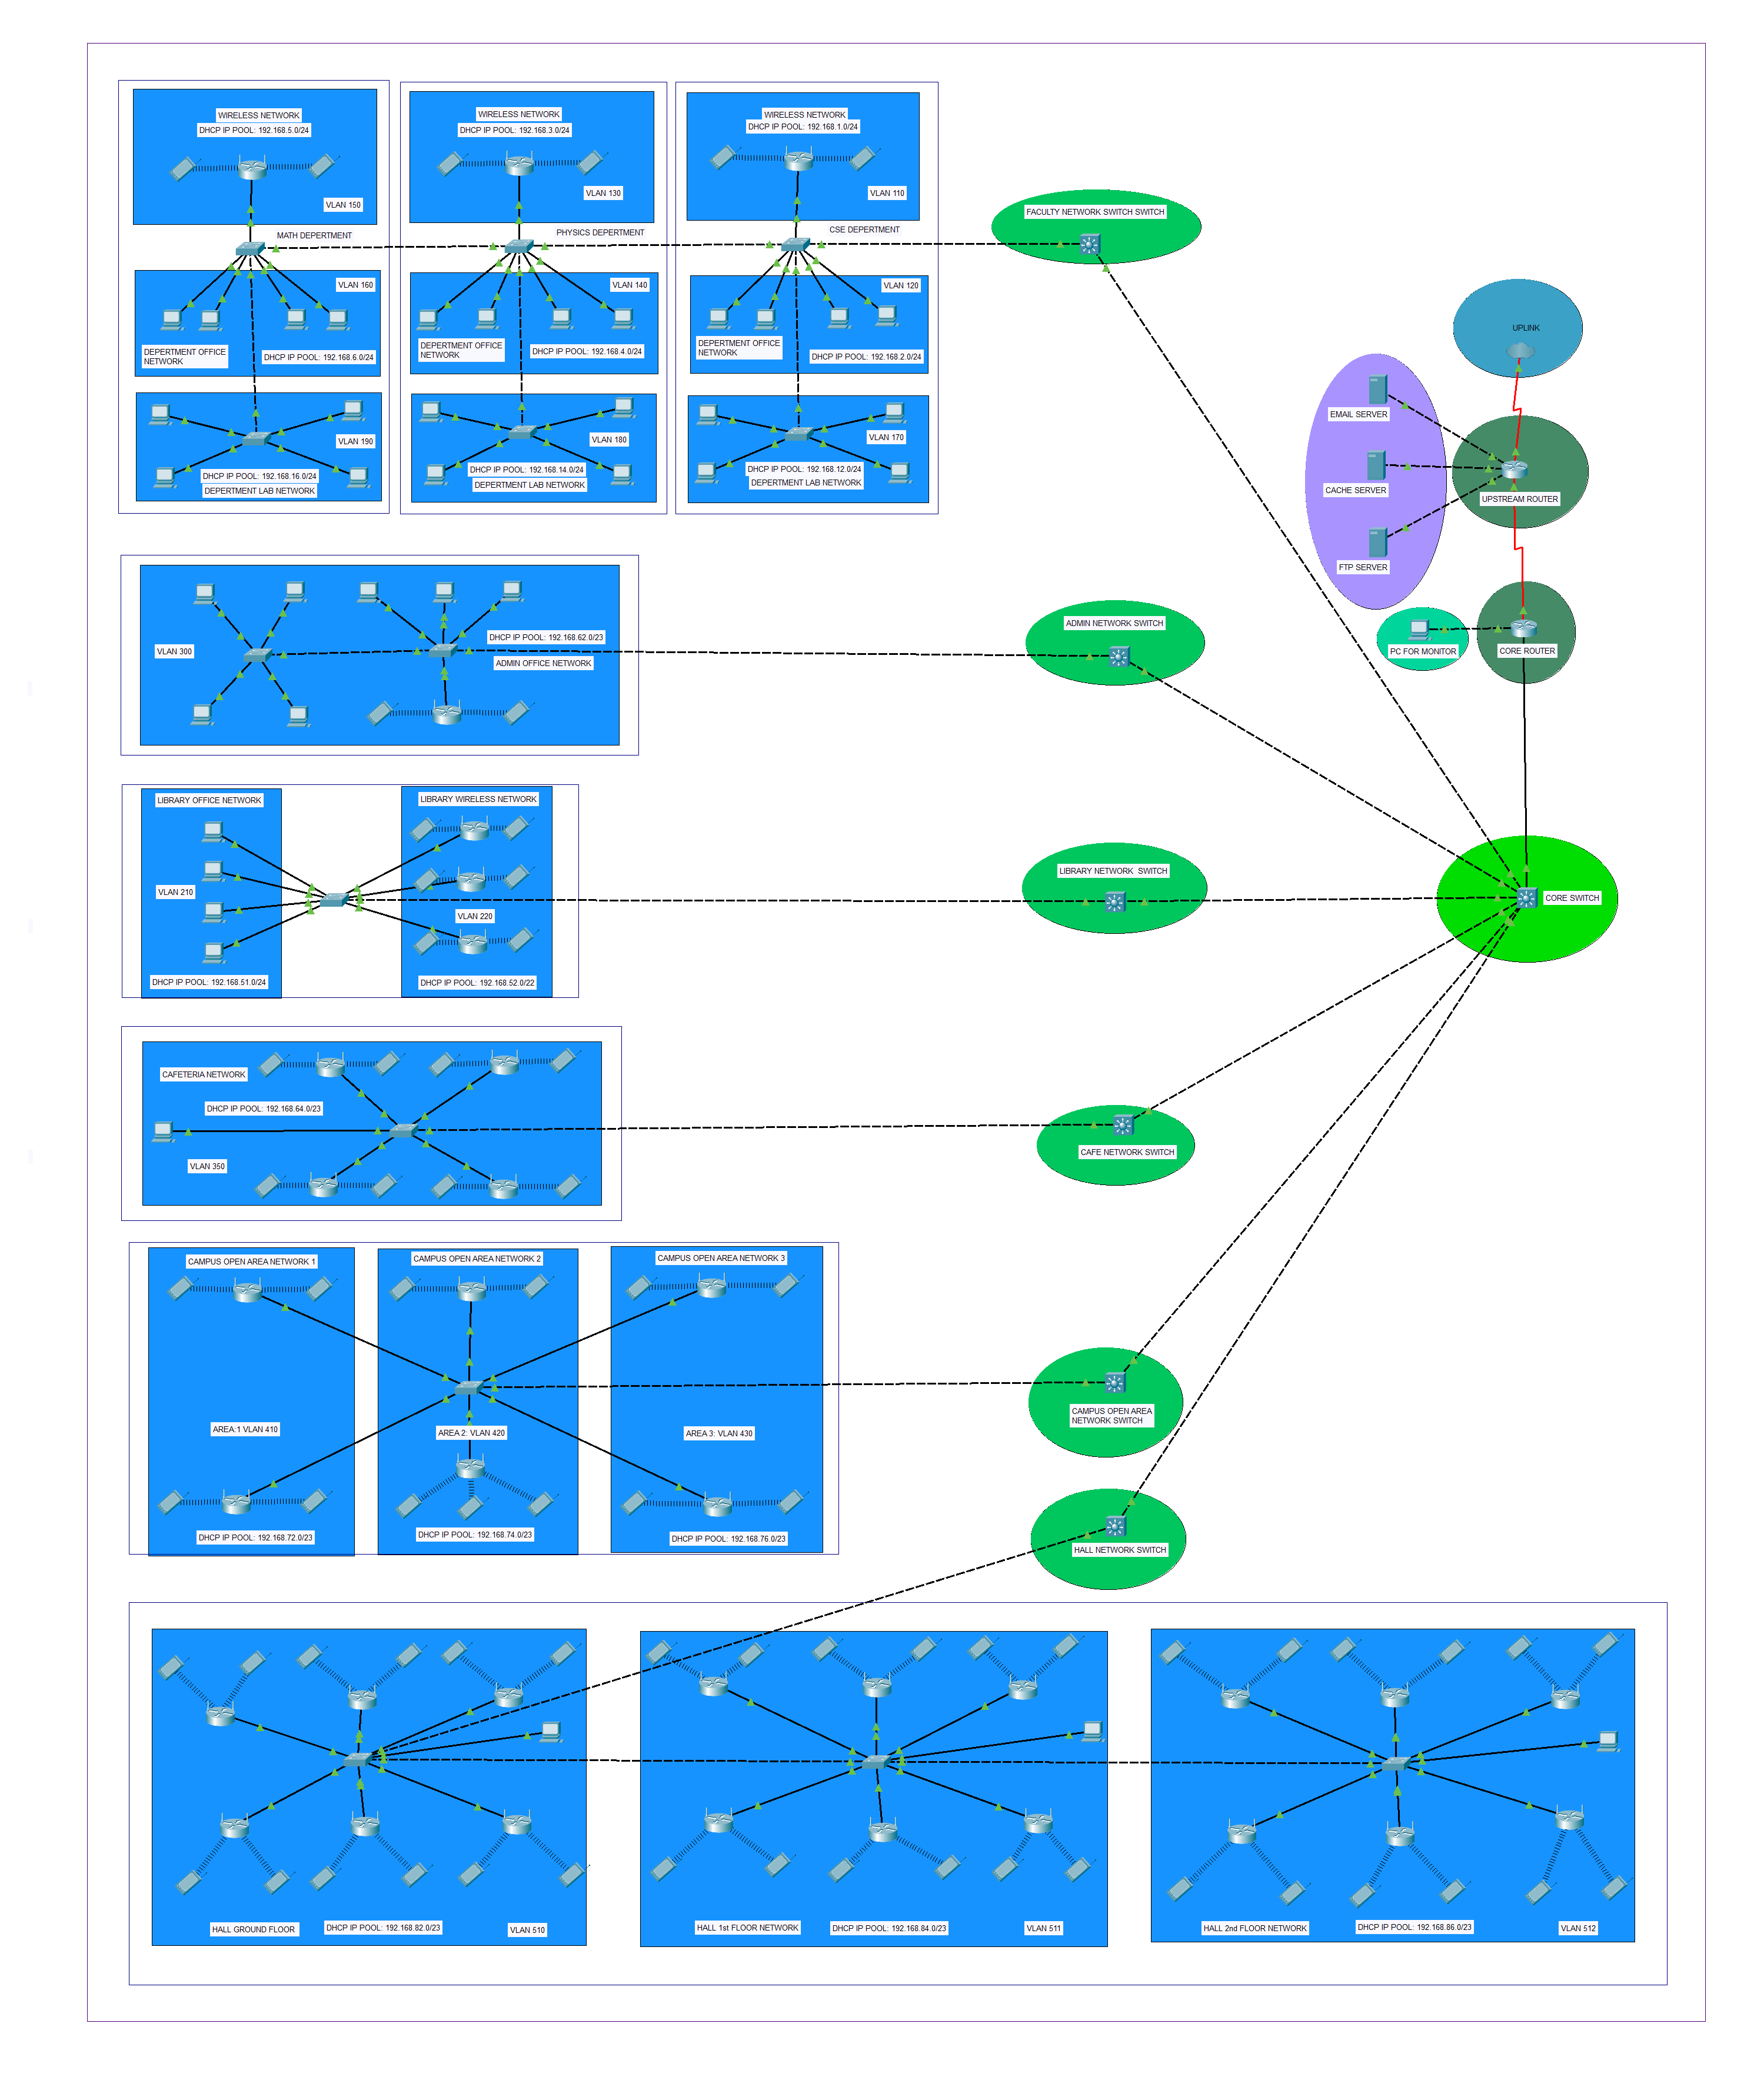 WIRELESS NETWORK
DHCP IP POOL: 192.168.5.0/24
VLAN 150
MATH DEPERTMENT
VLAN 160
DEPERTMENT OFFICE
NETWORK
DHCP IP POOL: 192.168.6.0/24
VLAN 190
DHCP IP POOL: 192.168.16.0/24
DEPERTMENT LAB NETWORK
WIRELESS NETWORK
DHCP IP POOL: 192.168.3.0/24
VLAN 130
PHYSICS DEPERTMENT
VLAN 140
DEPERTMENT OFFICE
NETWORK
DHCP IP POOL: 192.168.4.0/24
VLAN 180
DHCP IP POOL: 192.168.14.0/24
DEPERTMENT LAB NETWORK
WIRELESS NETWORK
DHCP IP POOL: 192.168.1.0/24
VLAN 110
CSE DEPERTMENT
VLAN 120
DEPERTMENT OFFICE
NETWORK
DHCP IP POOL: 192.168.2.0/24
VLAN 170
DHCP IP POOL: 192.168.12.0/24
DEPERTMENT LAB NETWORK
FACULTY NETWORK SWITCH SWITCH
UPLINK
EMAIL SERVER
CACHE SERVER
FTP SERVER
UPSTREAM ROUTER
PC FOR MONITOR
CORE ROUTER
VLAN 300
DHCP IP POOL: 192.168.62.0/23
ADMIN OFFICE NETWORK
ADMIN NETWORK SWITCH
LIBRARY OFFICE NETWORK
VLAN 210
DHCP IP POOL: 192.168.51.0/24
LIBRARY WIRELESS NETWORK
VLAN 220
DHCP IP POOL: 192.168.52.0/22
LIBRARY NETWORK SWITCH
CORE SWITCH
CAFETERIA NETWORK
DHCP IP POOL: 192.168.64.0/23
VLAN 350
CAFE NETWORK SWITCH
CAMPUS OPEN AREA NETWORK 1
AREA:1 VLAN 410
DHCP IP POOL: 192.168.72.0/23
CAMPUS OPEN AREA NETWORK 2
AREA 2: VLAN 420
DHCP IP POOL: 192.168.74.0/23
CAMPUS OPEN AREA NETWORK 3
AREA 3: VLAN 430
DHCP IP POOL: 192.168.76.0/23
CAMPUS OPEN AREA
NETWORK SWITCH
HALL NETWORK SWITCH
HALL GROUND FLOOR
DHCP IP POOL: 192.168.82.0/23
VLAN 510
HALL 1st FLOOR NETWORK
DHCP IP POOL: 192.168.84.0/23
VLAN 511
HALL 2nd FLOOR NETWORK
DHCP IP POOL: 192.168.86.0/23
VLAN 512